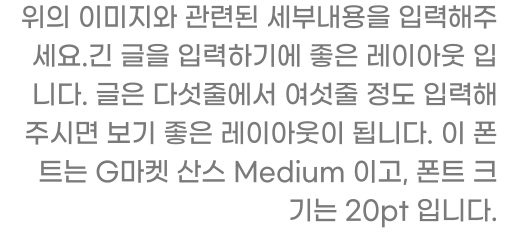 위의 이미지와 관련된 세부내용을 입력해주
세요.긴 글을 입력하기에 좋은 레이아웃 입
니다. 글은 다섯줄에서 여섯줄 정도 입력해
주시면 보기 좋은 레이아웃이 됩니다. 이 폰
트는 G마켓 산스 Medium 이고, 폰트 크
기는 20pt 입니다.